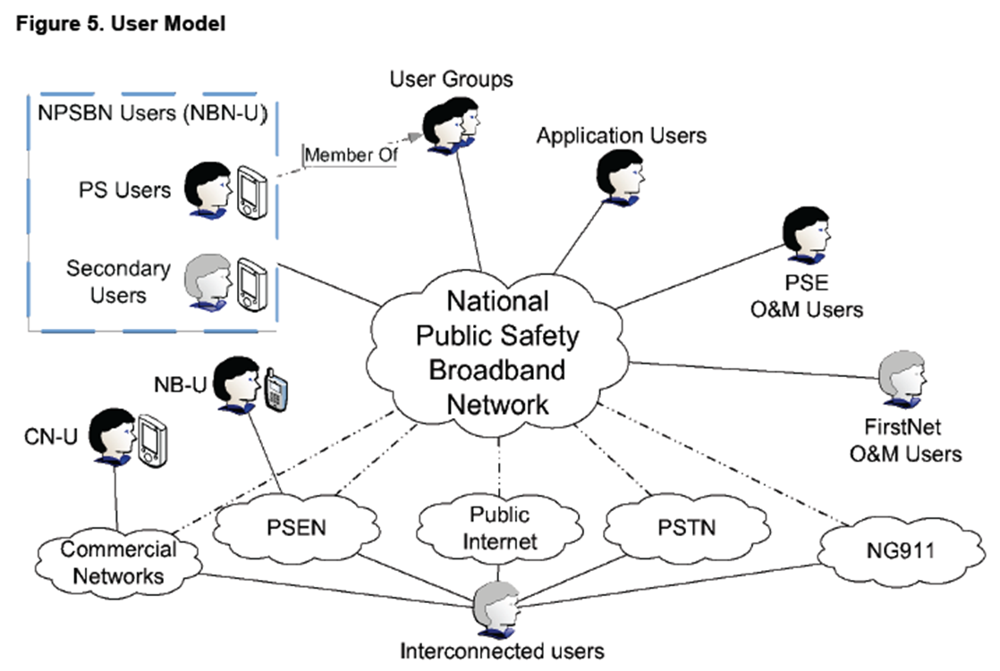 Figure 5. User Model
User Groups
NPSBN Users (NBN-U)
Application Users
Member Of
PS Users
Secondary
Users
PSE
O&M Users
National
Public Safety
Broadband
Network
NB-U
CN-U
FirstNet
O&M Users
PSEN
Public
Internet
PSTN
Commercial
Networks
NG911
Interconnected users